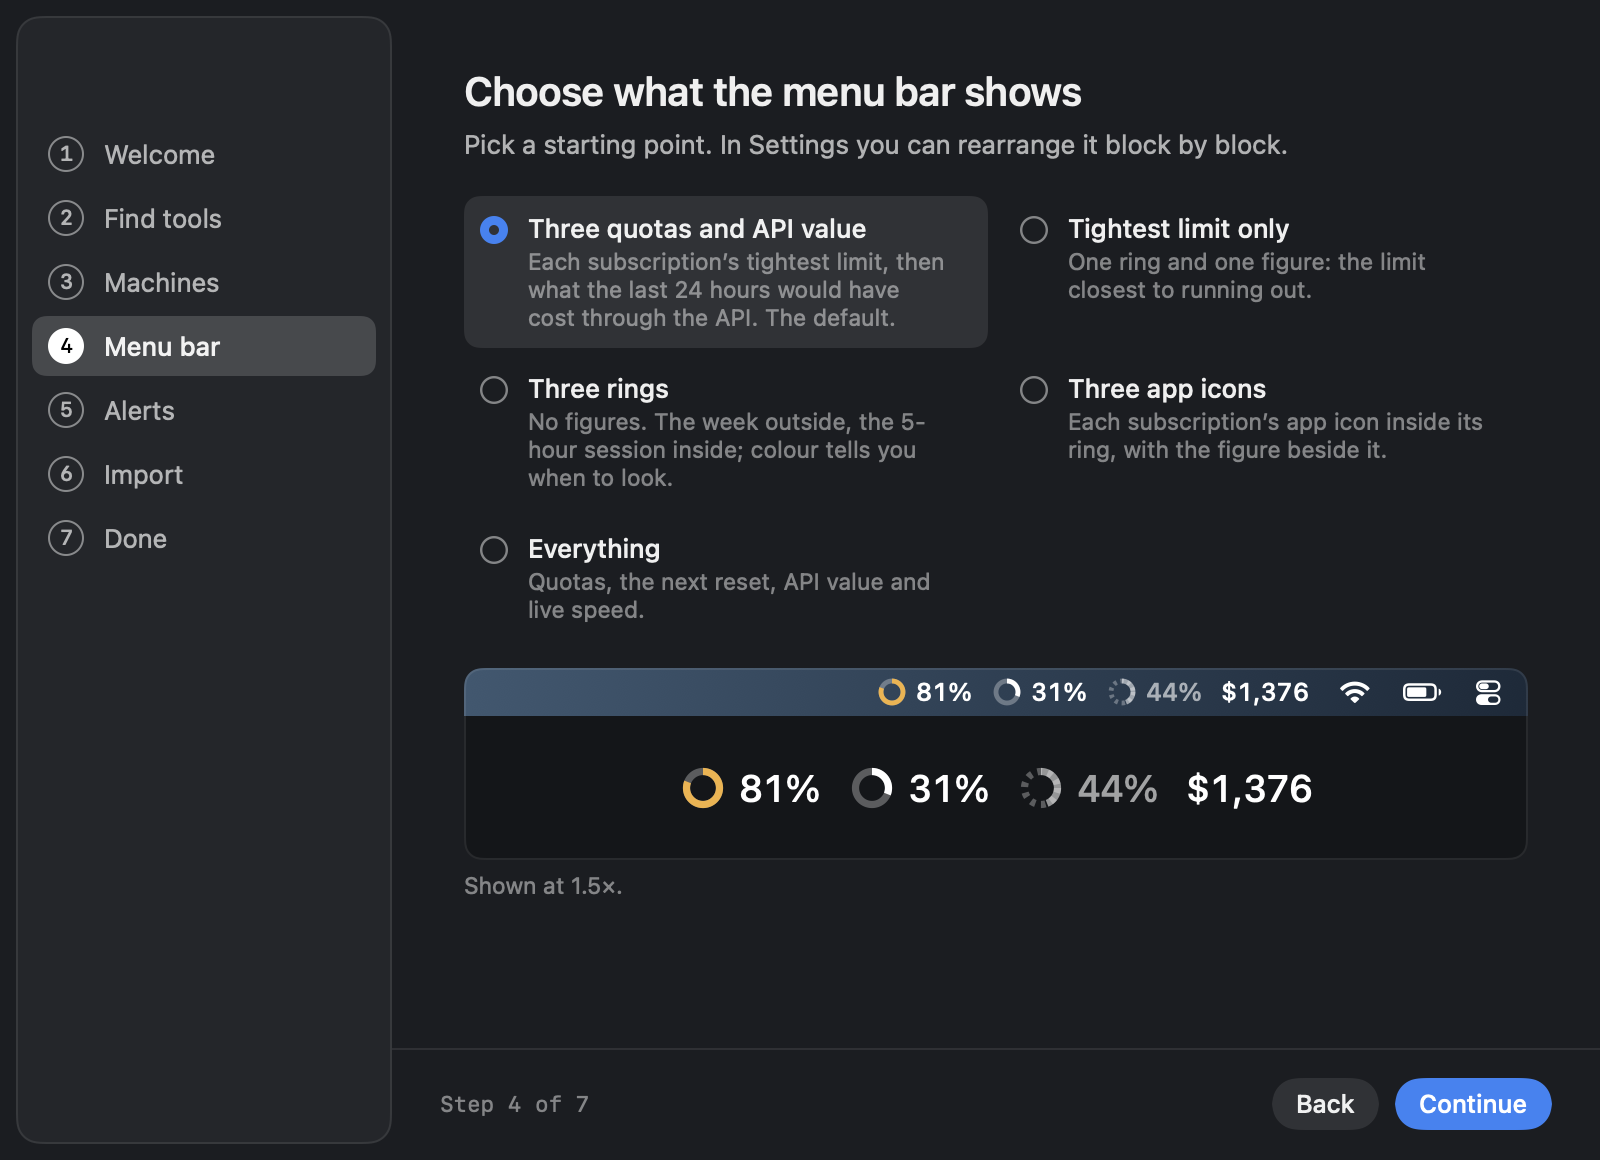 1 Welcome
2 Find tools
3 Machines
4 Menu bar
5 Alerts
6 Import
7 Done
Choose what the menu bar shows
Pick a starting point. In Settings you can rearrange it block by block.
Three quotas and API value
Each subscription’s tightest limit, then
what the last 24 hours would have
cost through the API. The default.
Tightest limit only
One ring and one figure: the limit
closest to running out.
Three rings
No figures. The week outside, the 5-
hour session inside; colour tells you
when to look.
Three app icons
Each subscription’s app icon inside its
ring, with the figure beside it.
Everything
Quotas, the next reset, API value and
live speed.
81% 31% 44% $1,376
81% 31% 44% $1,376
Shown at 1.5×.
Step 4 of 7
Back
Continue